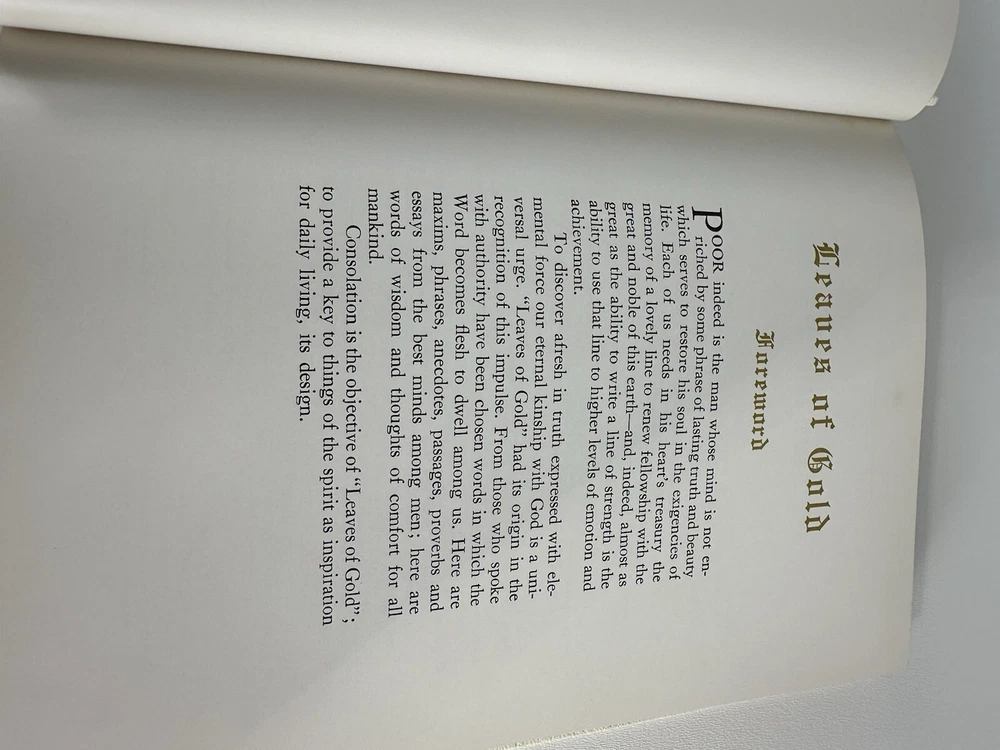 Leaves of Gold
Foreword
POOR indeed is the man whose mind is not en-
riched by some phrase of lasting truth and beauty
which serves to restore his soul in the exigencies of
life. Each of us needs in his heart's treasury the
memory of a lovely line to renew fellowship with the
great and noble of this earth—and, indeed, almost as
great as the ability to write a line of strength is the
ability to use that line to higher levels of emotion and
achievement.
To discover afresh in truth expressed with ele-
mental force our eternal kinship with God is a uni-
versal urge. “Leaves of Gold” had its origin in the
recognition of this impulse. From those who spoke
with authority have been chosen words in which the
Word becomes flesh to dwell among us. Here are
maxims, phrases, anecdotes, passages, proverbs and
essays from the best minds among men; here are
words of wisdom and thoughts of comfort for all
mankind.
Consolation is the objective of “Leaves of Gold”;
to provide a key to things of the spirit as inspiration
for daily living, its design.